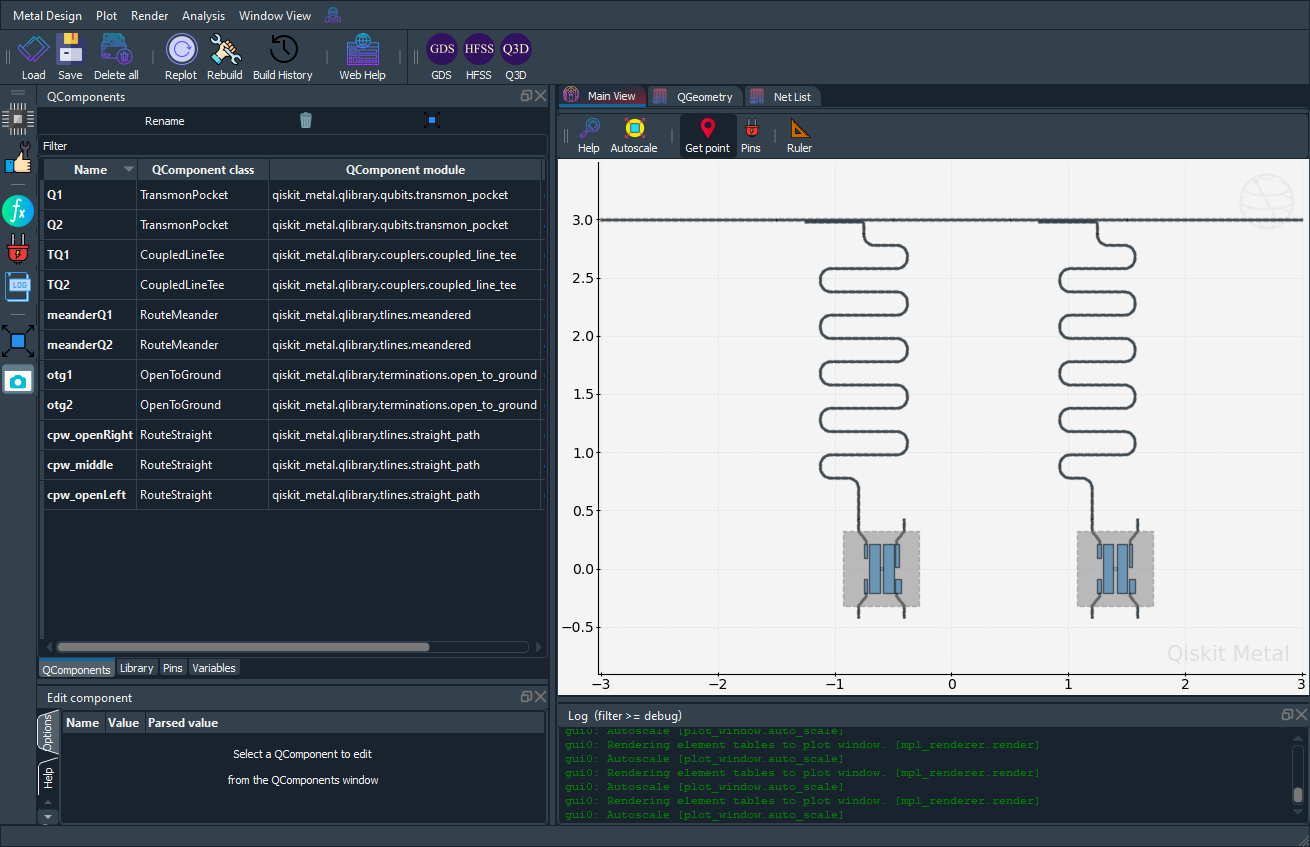 Metal Design Plot Render Analysis Window View
GDS HFSS Q3D
Load Save Delete all Replot Rebuild Build History Web Help GDS HFSS Q3D
QComponents
Rename
Filter
Name QComponent class QComponent module
Q1 TransmonPocket qiskit_metal.qlibrary.qubits.transmon_pocket
Q2 TransmonPocket qiskit_metal.qlibrary.qubits.transmon_pocket
TQ1 CoupledLineTee qiskit_metal.qlibrary.couplers.coupled_line_tee
TQ2 CoupledLineTee qiskit_metal.qlibrary.couplers.coupled_line_tee
meanderQ1 RouteMeander qiskit_metal.qlibrary.tlines.meandered
meanderQ2 RouteMeander qiskit_metal.qlibrary.tlines.meandered
otg1 OpenToGround qiskit_metal.qlibrary.terminations.open_to_ground
otg2 OpenToGround qiskit_metal.qlibrary.terminations.open_to_ground
cpw_openRight RouteStraight qiskit_metal.qlibrary.tlines.straight_path
cpw_middle RouteStraight qiskit_metal.qlibrary.tlines.straight_path
cpw_openLeft RouteStraight qiskit_metal.qlibrary.tlines.straight_path
fx
LOG
QComponents Library Pins Variables
Edit component
Options
Help
Name Value Parsed value
Select a QComponent to edit
from the QComponents window
Main View QGeometry Net List
Help Autoscale Get point Pins Ruler
3.0
2.5
2.0
1.5
1.0
0.5
0.0
−0.5
Qiskit Metal
−3 −2 −1 0 1 2 3
Log (filter >= debug)
gui0: Autoscale [plot_window.auto_scale]
gui0: Rendering element tables to plot window. [mpl_renderer.render]
gui0: Autoscale [plot_window.auto_scale]
gui0: Rendering element tables to plot window. [mpl_renderer.render]
gui0: Autoscale [plot_window.auto_scale]
gui0: Rendering element tables to plot window. [mpl_renderer.render]
gui0: Autoscale [plot_window.auto_scale]